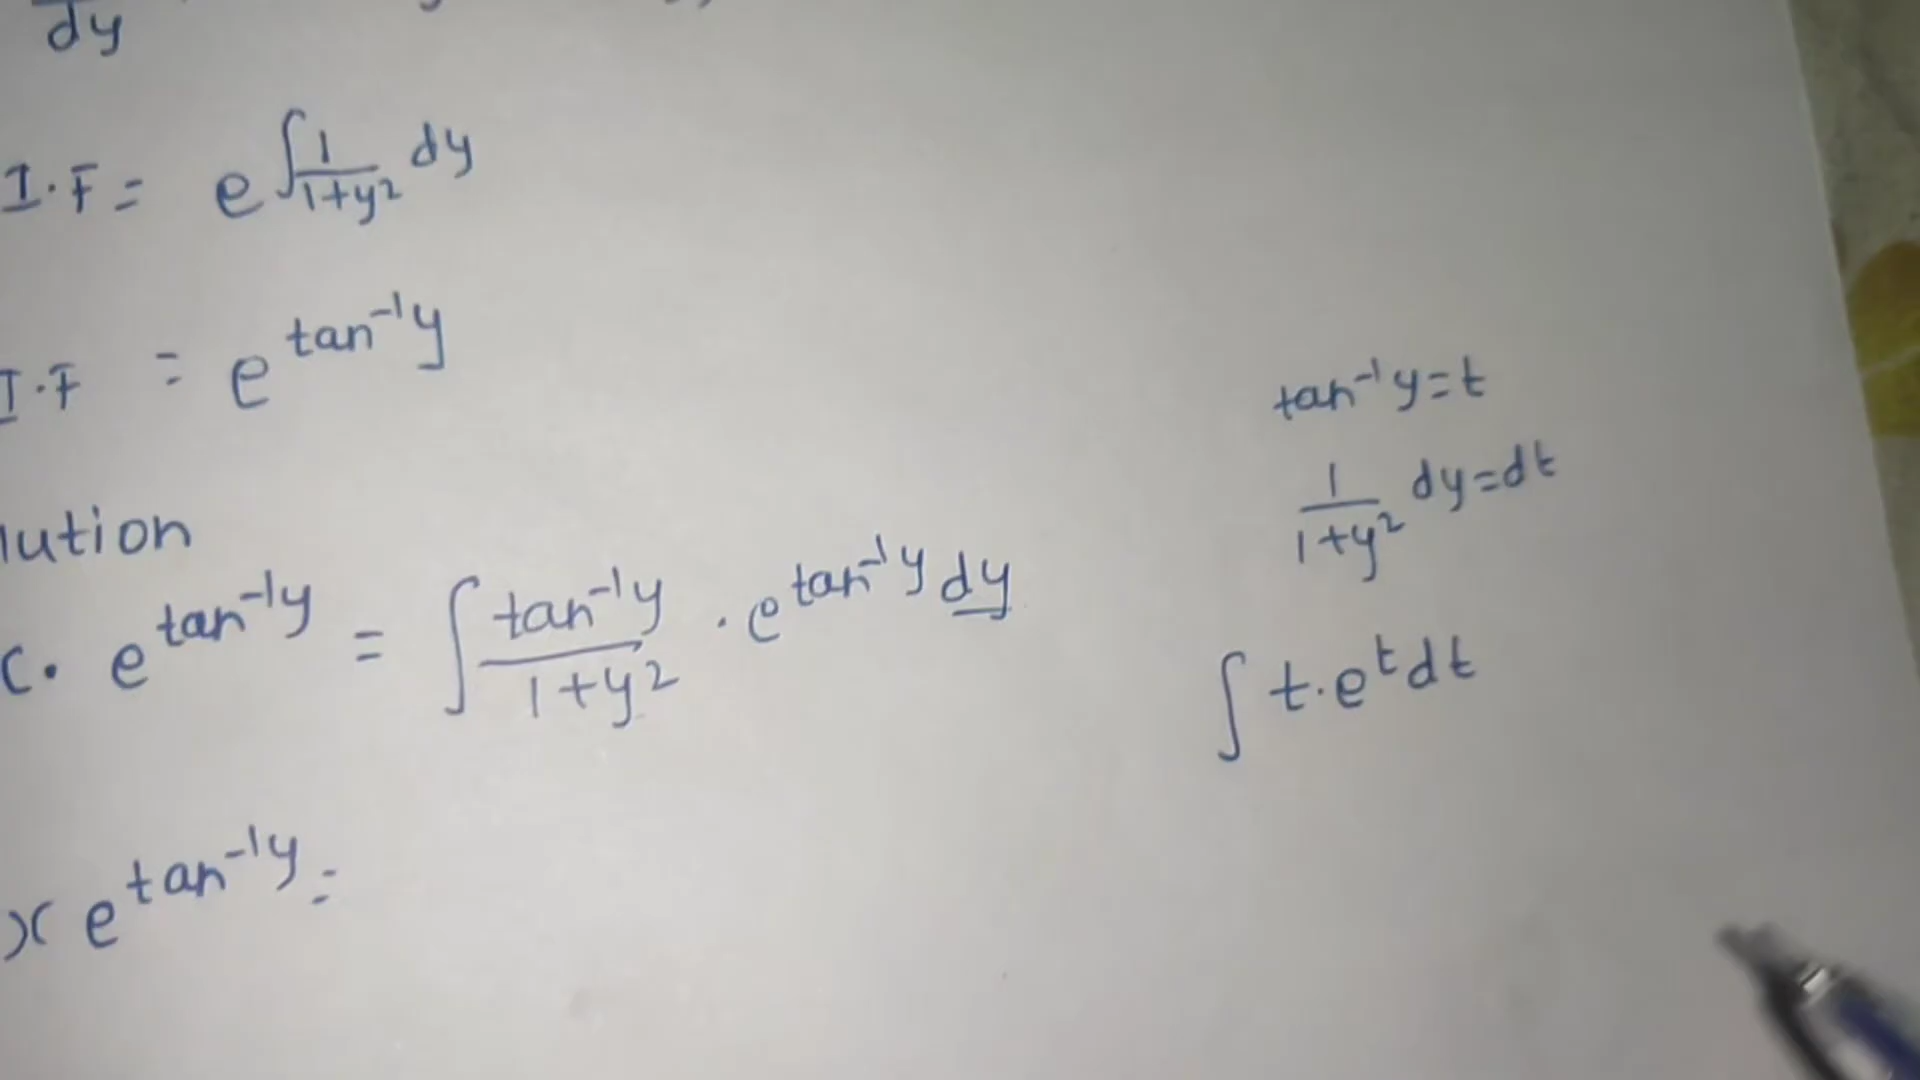 dy
I.F = e^∫1/1+y² dy
I.F = e^tan⁻¹y
tan⁻¹y=t
1/1+y² dy=dt
lution
. e^tan⁻¹y = ∫ tan⁻¹y/1+y² . e^tan⁻¹y dy
∫ t.e^t dt
x e^tan⁻¹y =